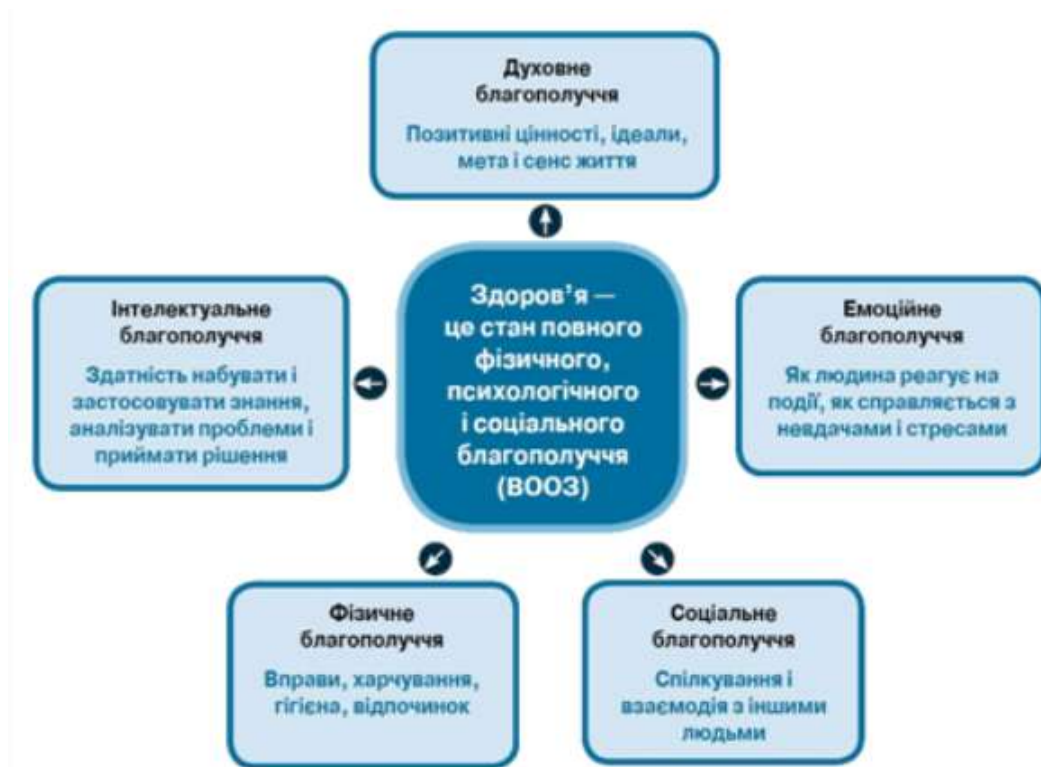 Духовне
благополуччя
Позитивні цінності, ідеали,
мета і сенс життя
Інтелектуальне
благополуччя
Здатність набувати і
застосовувати знання,
аналізувати проблеми і
приймати рішення
Здоров’я —
це стан повного
фізичного,
психологічного
і соціального
благополуччя
(ВООЗ)
Емоційне
благополуччя
Як людина реагує на
події, як справляється з
невдачами і стресами
Фізичне
благополуччя
Вправи, харчування,
гігієна, відпочинок
Соціальне
благополуччя
Спілкування і
взаємодія з іншими
людьми